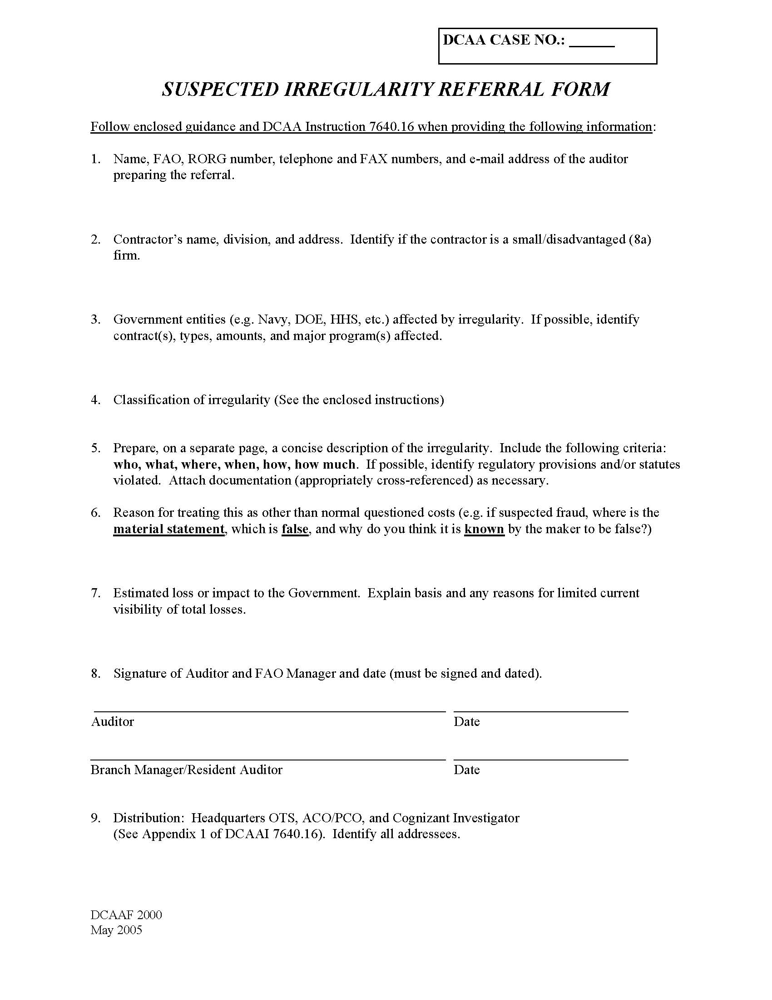 DCAA CASE NO.: ______
SUSPECTED IRREGULARITY REFERRAL FORM
Follow enclosed guidance and DCAA Instruction 7640.16 when providing the following information:
1. Name, FAO, RORG number, telephone and FAX numbers, and e-mail address of the auditor
preparing the referral.
2. Contractor’s name, division, and address.  Identify if the contractor is a small/disadvantaged (8a)
firm.
3. Government entities (e.g. Navy, DOE, HHS, etc.) affected by irregularity.  If possible, identify
contract(s), types, amounts, and major program(s) affected.
4. Classification of irregularity (See the enclosed instructions)
5. Prepare, on a separate page, a concise description of the irregularity.  Include the following criteria:
who, what, where, when, how, how much.  If possible, identify regulatory provisions and/or statutes
violated.  Attach documentation (appropriately cross-referenced) as necessary.
6. Reason for treating this as other than normal questioned costs (e.g. if suspected fraud, where is the
material statement, which is false, and why do you think it is known by the maker to be false?)
7. Estimated loss or impact to the Government.  Explain basis and any reasons for limited current
visibility of total losses.
8. Signature of Auditor and FAO Manager and date (must be signed and dated).
Auditor Date
Branch Manager/Resident Auditor Date
9. Distribution:  Headquarters OTS, ACO/PCO, and Cognizant Investigator
(See Appendix 1 of DCAAI 7640.16).  Identify all addressees.
DCAAF 2000
May 2005